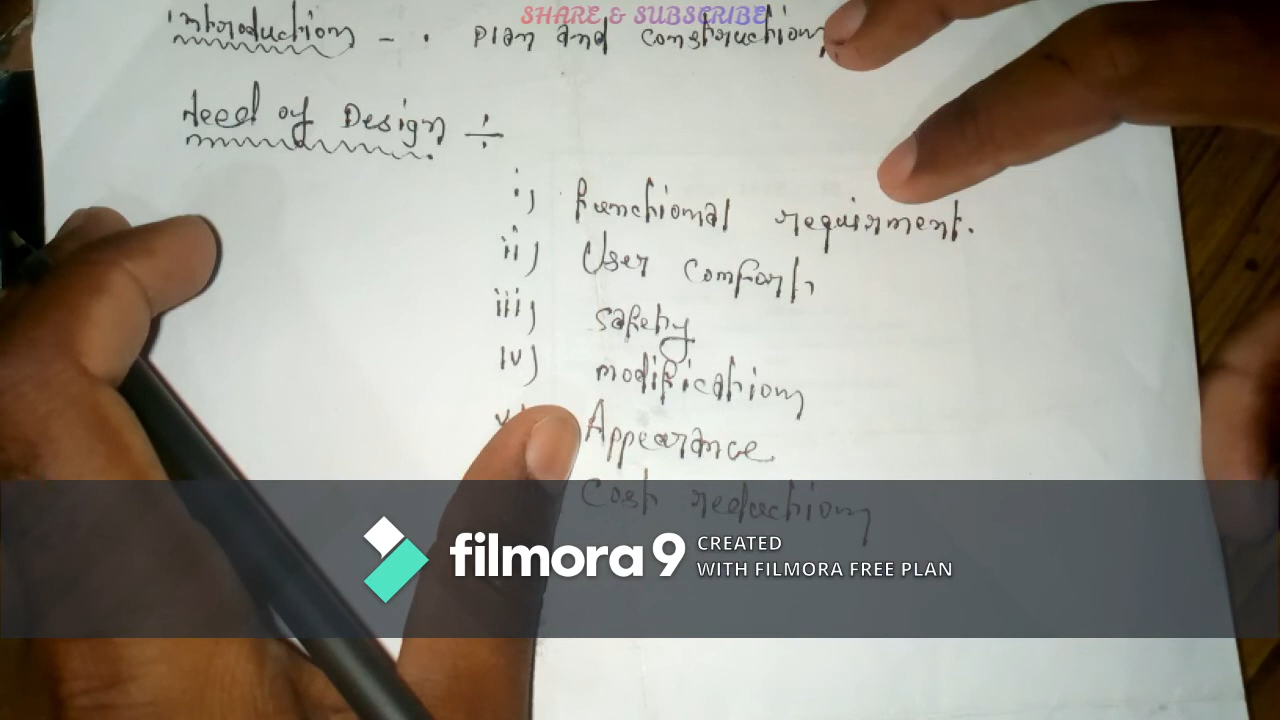 SHARE & SUBSCRIBE
introduction - . plan and construction
Need of Design ÷
i) functional requirment.
ii) User comfort,
iii) safety
iv) modification
Appearance
Cost reduction
filmora 9 CREATED
WITH FILMORA FREE PLAN